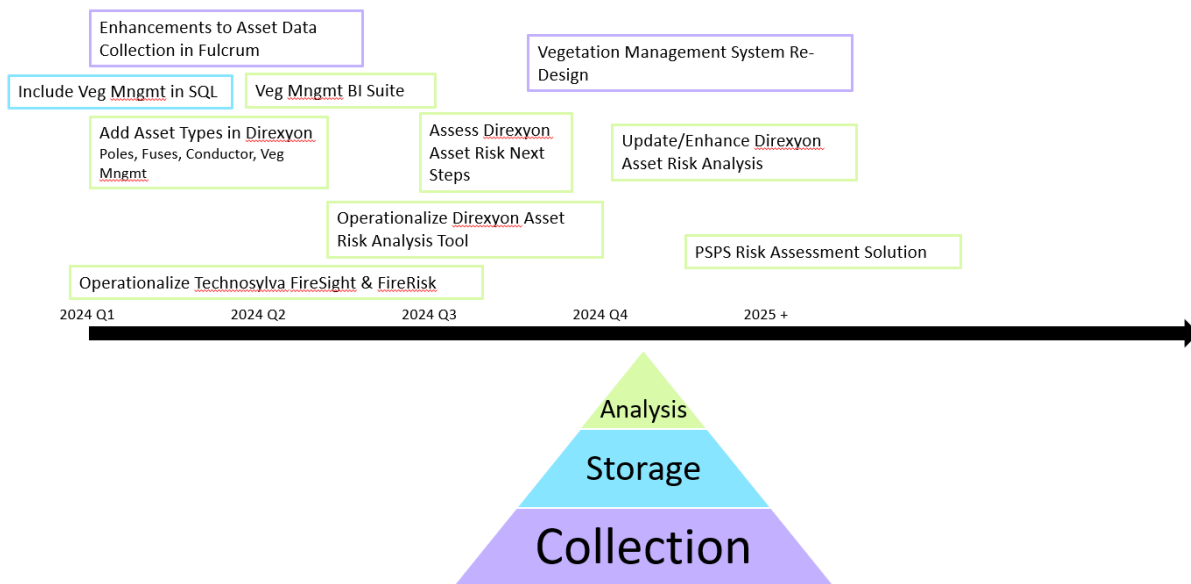 Enhancements to Asset Data
Collection in Fulcrum
Vegetation Management System Re-
Design
Include Veg Mngmt in SQL
Veg Mngmt BI Suite
Add Asset Types in Direxyon
Poles, Fuses, Conductor, Veg
Mngmt
Assess Direxyon
Asset Risk Next
Steps
Update/Enhance Direxyon
Asset Risk Analysis
Operationalize Direxyon Asset
Risk Analysis Tool
PSPS Risk Assessment Solution
Operationalize Technosylva FireSight & FireRisk
2024 Q1
2024 Q2
2024 Q3
2024 Q4
2025 +
Analysis
Storage
Collection